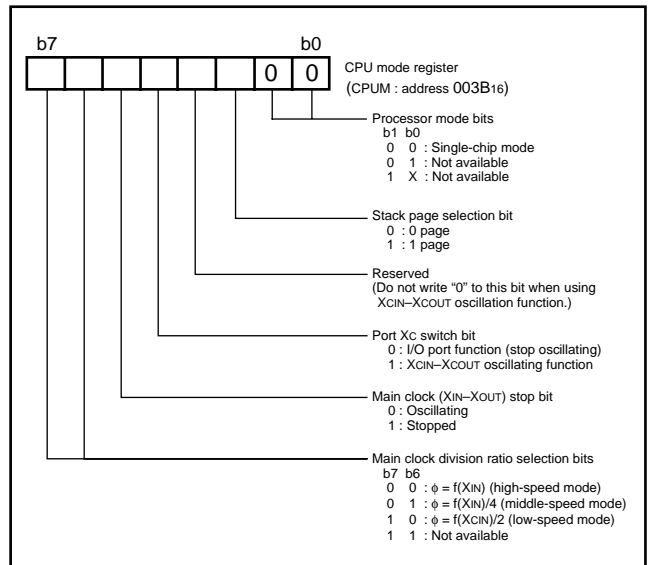 b7 b0
0 0
CPU mode register
(CPUM : address 003B16)
Processor mode bits
b1 b0
0 0 : Single-chip mode
0 1 : Not available
1 X : Not available
Stack page selection bit
0 : 0 page
1 : 1 page
Reserved
(Do not write “0” to this bit when using
XCIN–XCOUT oscillation function.)
Port XC switch bit
0 : I/O port function (stop oscillating)
1 : XCIN–XCOUT oscillating function
Main clock (XIN–XOUT) stop bit
0 : Oscillating
1 : Stopped
Main clock division ratio selection bits
b7 b6
0 0 : φ = f(XIN) (high-speed mode)
0 1 : φ = f(XIN)/4 (middle-speed mode)
1 0 : φ = f(XCIN)/2 (low-speed mode)
1 1 : Not available